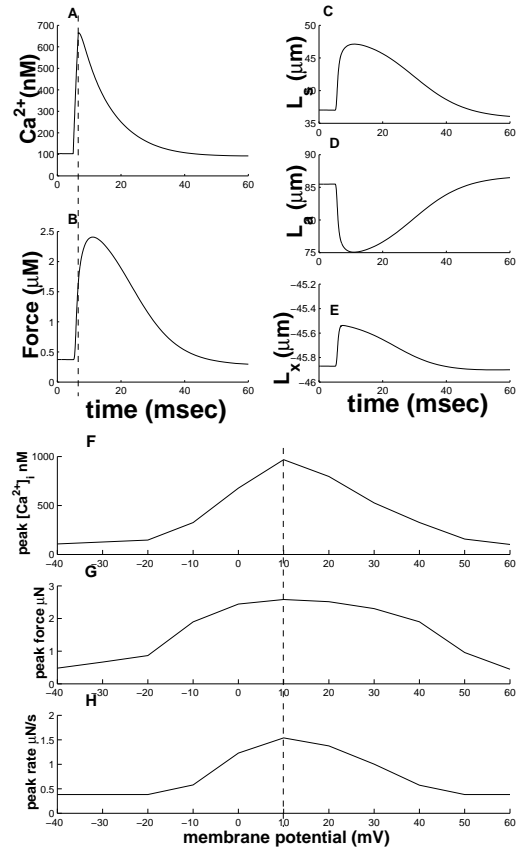 A
Ca2+(nM)
700
600
500
400
300
200
100
0
0 20 40 60
B
Force (μM)
2.5
2
1.5
1
0.5
0
0 20 40 60
time (msec)
C
Ls (μm)
55
45
35
0 20 40 60
D
La (μm)
85
90
80
75
0 20 40 60
E
Lx (μm)
−45.2
−45.4
−45.6
−45.8
−46
0 20 40 60
time (msec)
F
peak [Ca2+]i nM
1000
500
0
−40 −30 −20 −10 0 10 20 30 40 50 60
G
peak force μN
3
2
1
0
−40 −30 −20 −10 0 10 20 30 40 50 60
H
peak rate μN/s
2
1.5
1
0.5
0
−40 −30 −20 −10 0 10 20 30 40 50 60
membrane potential (mV)